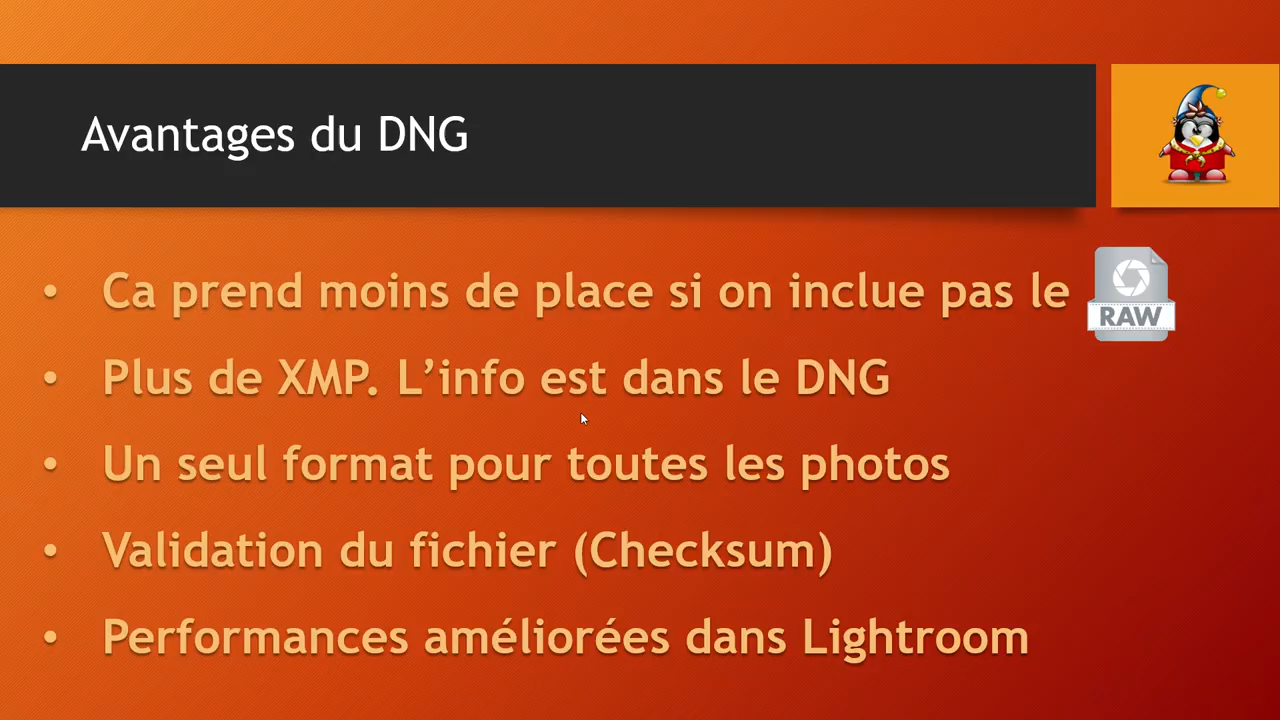 Avantages du DNG
• Ca prend moins de place si on inclue pas le RAW
• Plus de XMP. L’info est dans le DNG
• Un seul format pour toutes les photos
• Validation du fichier (Checksum)
• Performances améliorées dans Lightroom